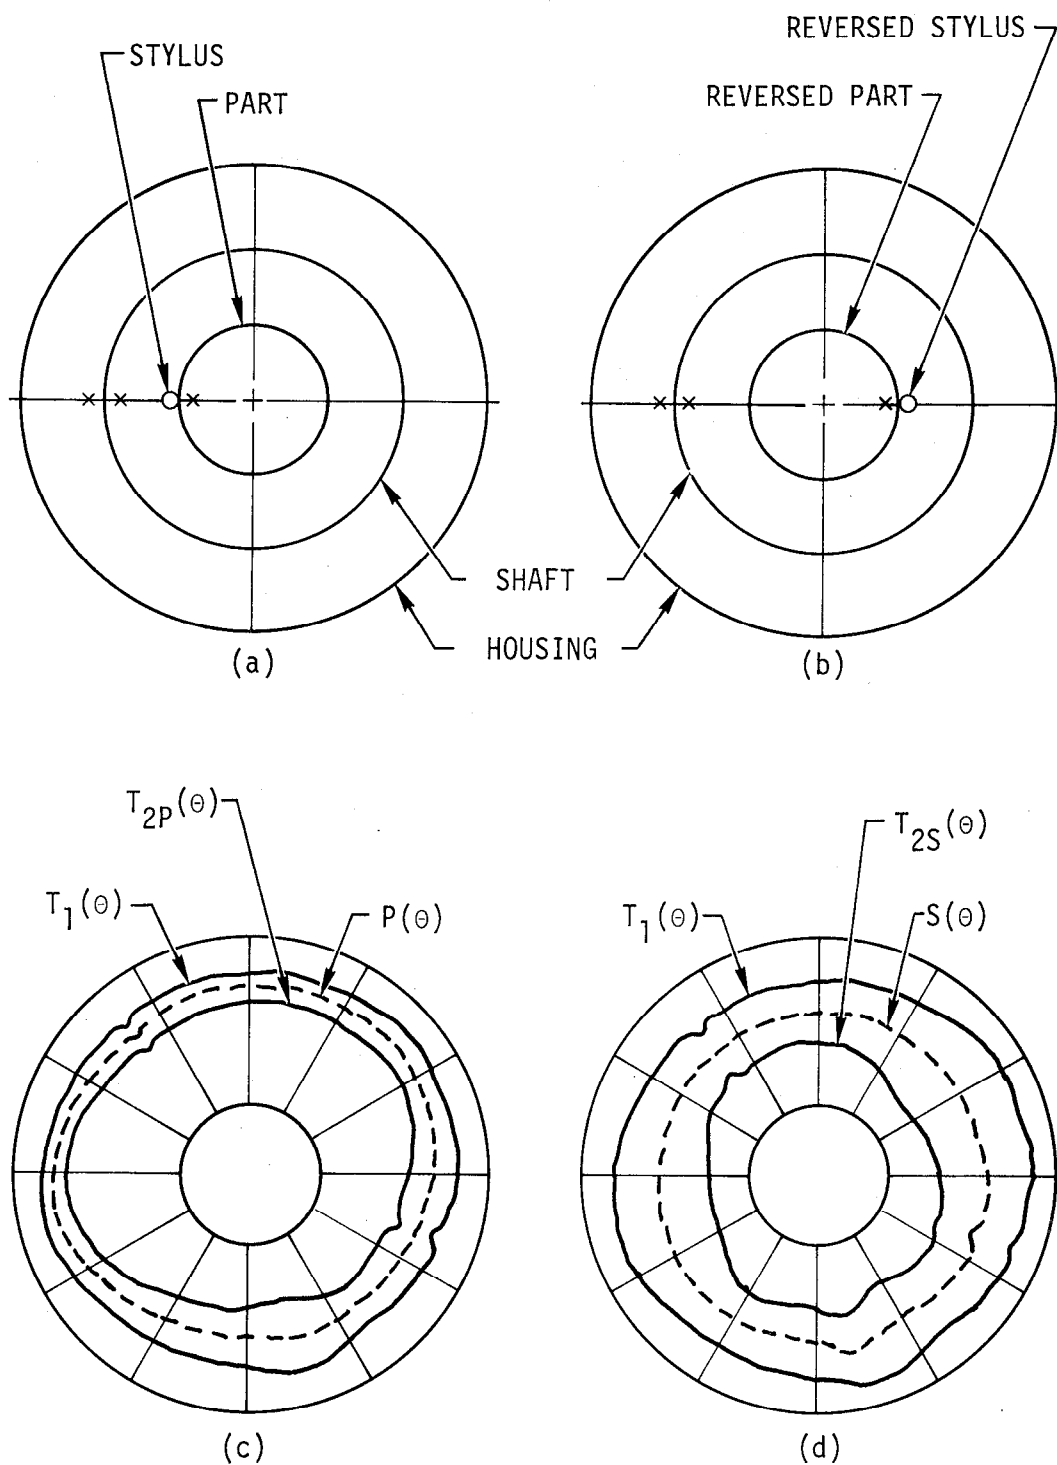 STYLUS
PART
REVERSED STYLUS
REVERSED PART
SHAFT
HOUSING
(a)
(b)
T2P(Θ)
T1(Θ)
P(Θ)
T2S(Θ)
T1(Θ)
S(Θ)
(c)
(d)